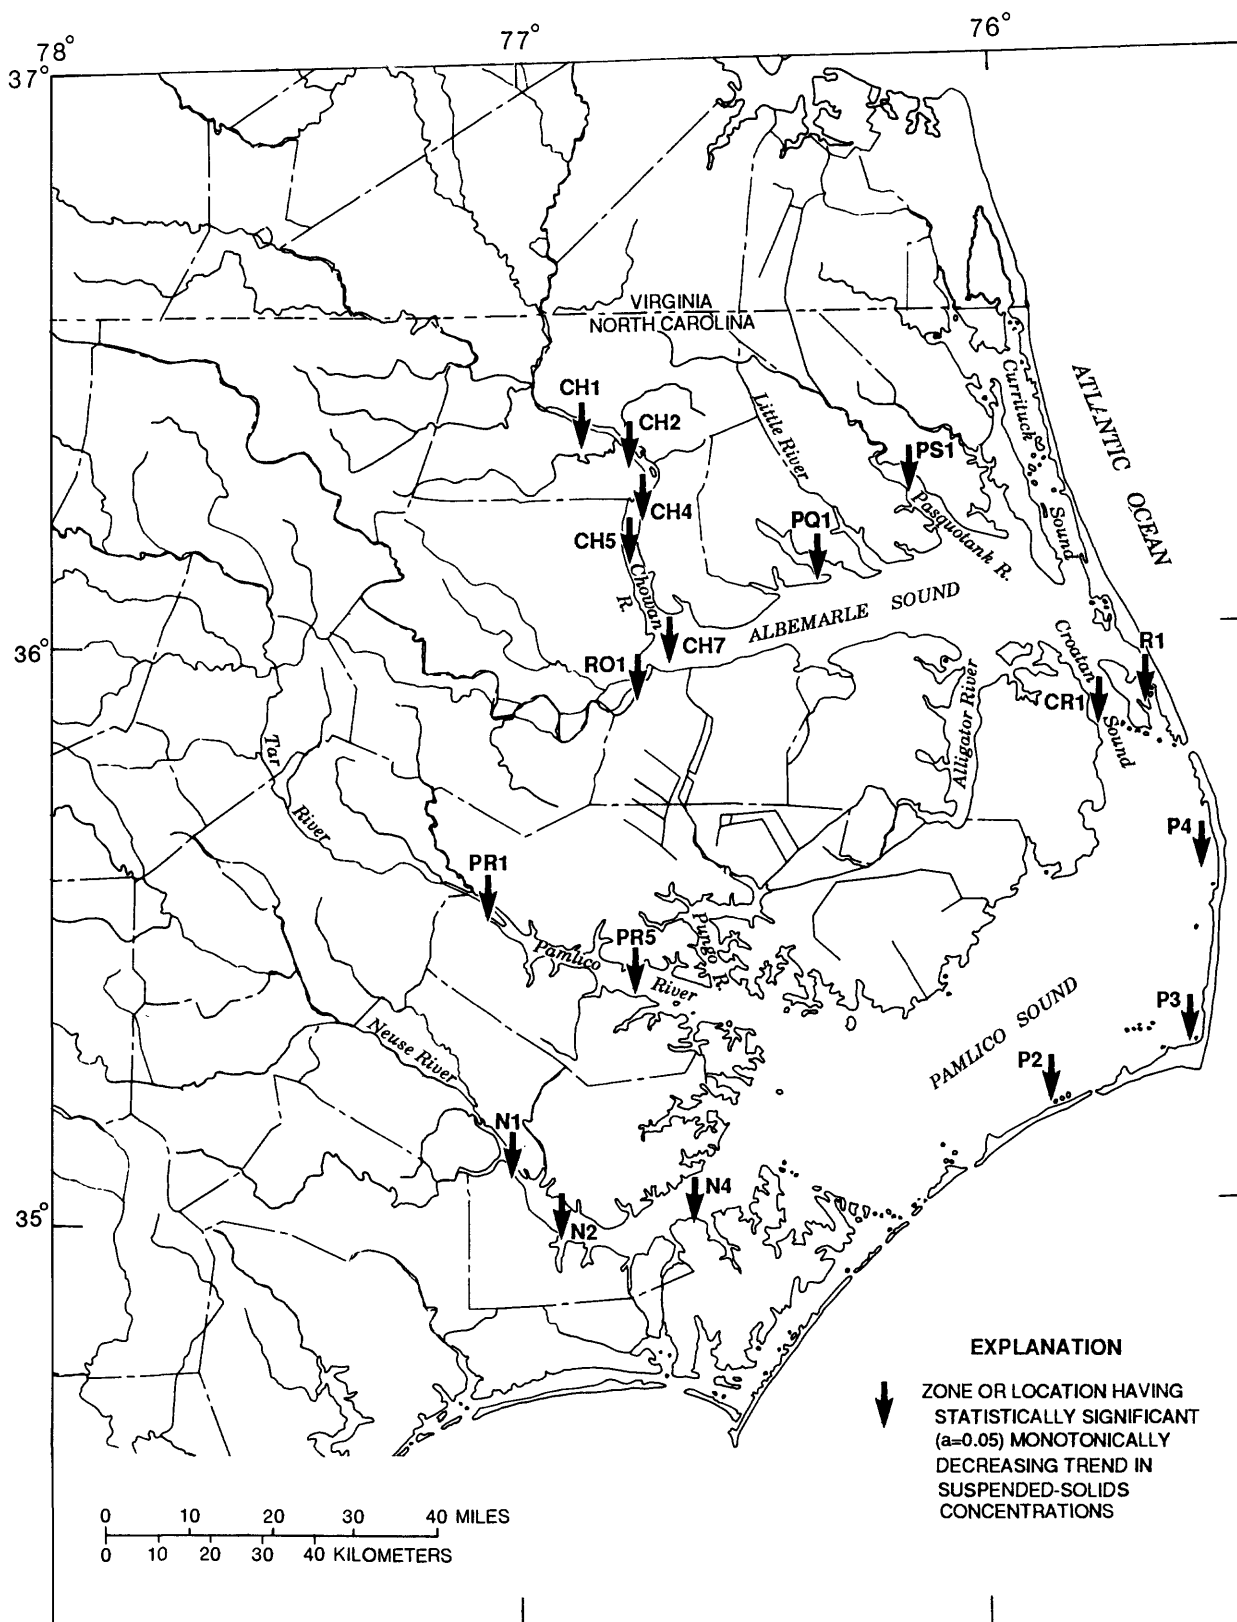 78°
77°
76°
37°
VIRGINIA
NORTH CAROLINA
ATLANTIC OCEAN
Currituck
Sound
CH1
CH2
Little River
PS1
CH4
PQ1
Pasquotank R.
CH5
Chowan
R.
ALBEMARLE SOUND
Croatan
Sound
36°
CH7
RO1
R1
CR1
Alligator River
Tar
River
P4
PR1
PR5
Pungo R.
Pamlico
River
PAMLICO SOUND
P3
Neuse River
P2
N1
N4
35°
N2
EXPLANATION
ZONE OR LOCATION HAVING
STATISTICALLY SIGNIFICANT
(a=0.05) MONOTONICALLY
DECREASING TREND IN
SUSPENDED-SOLIDS
CONCENTRATIONS
0 10 20 30 40 MILES
0 10 20 30 40 KILOMETERS